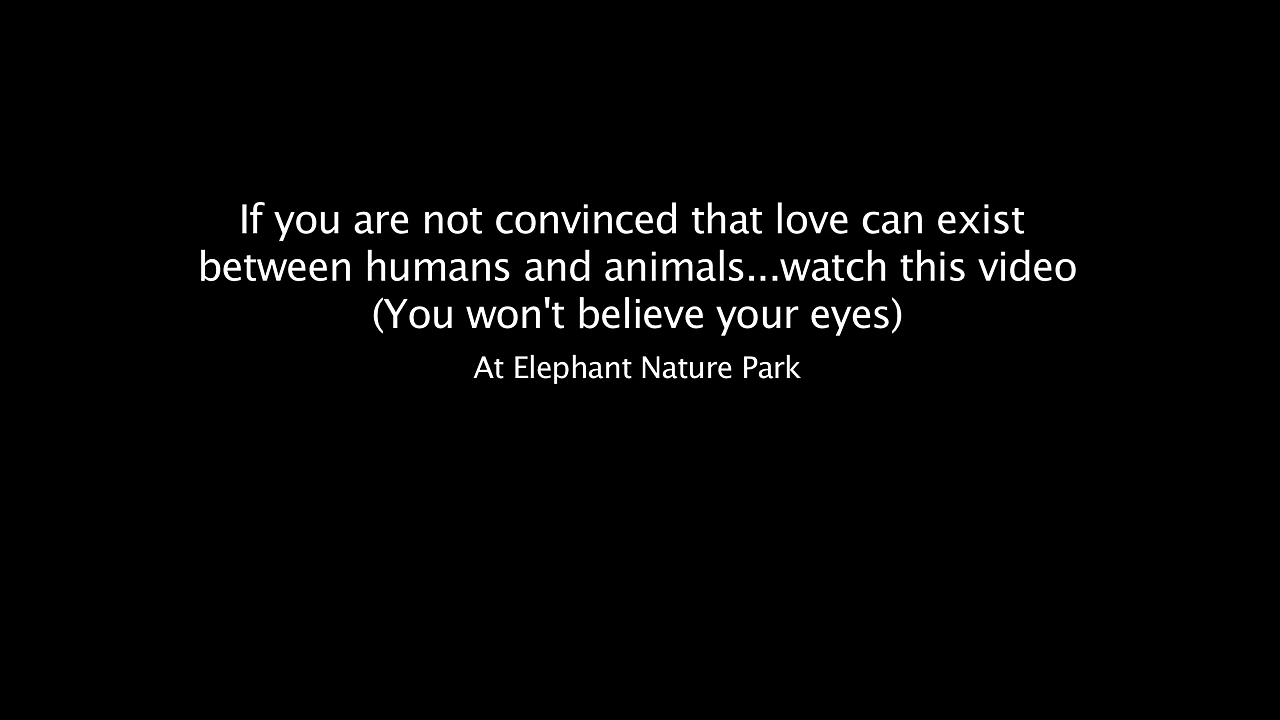 If you are not convinced that love can exist
between humans and animals...watch this video
(You won't believe your eyes)
At Elephant Nature Park